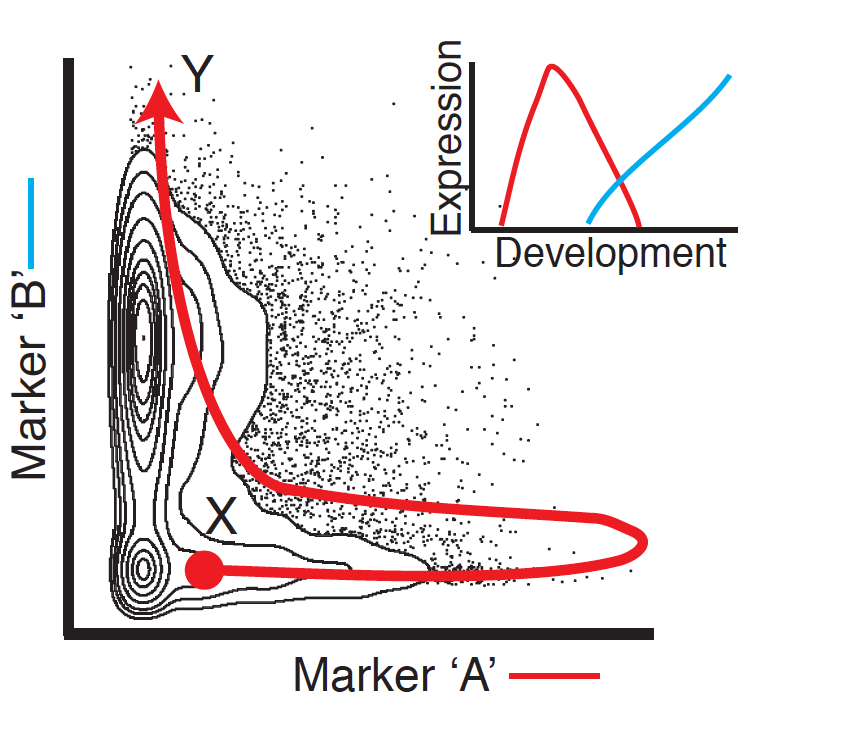 Y
Expression
Development
Marker ‘B’
X
Marker ‘A’